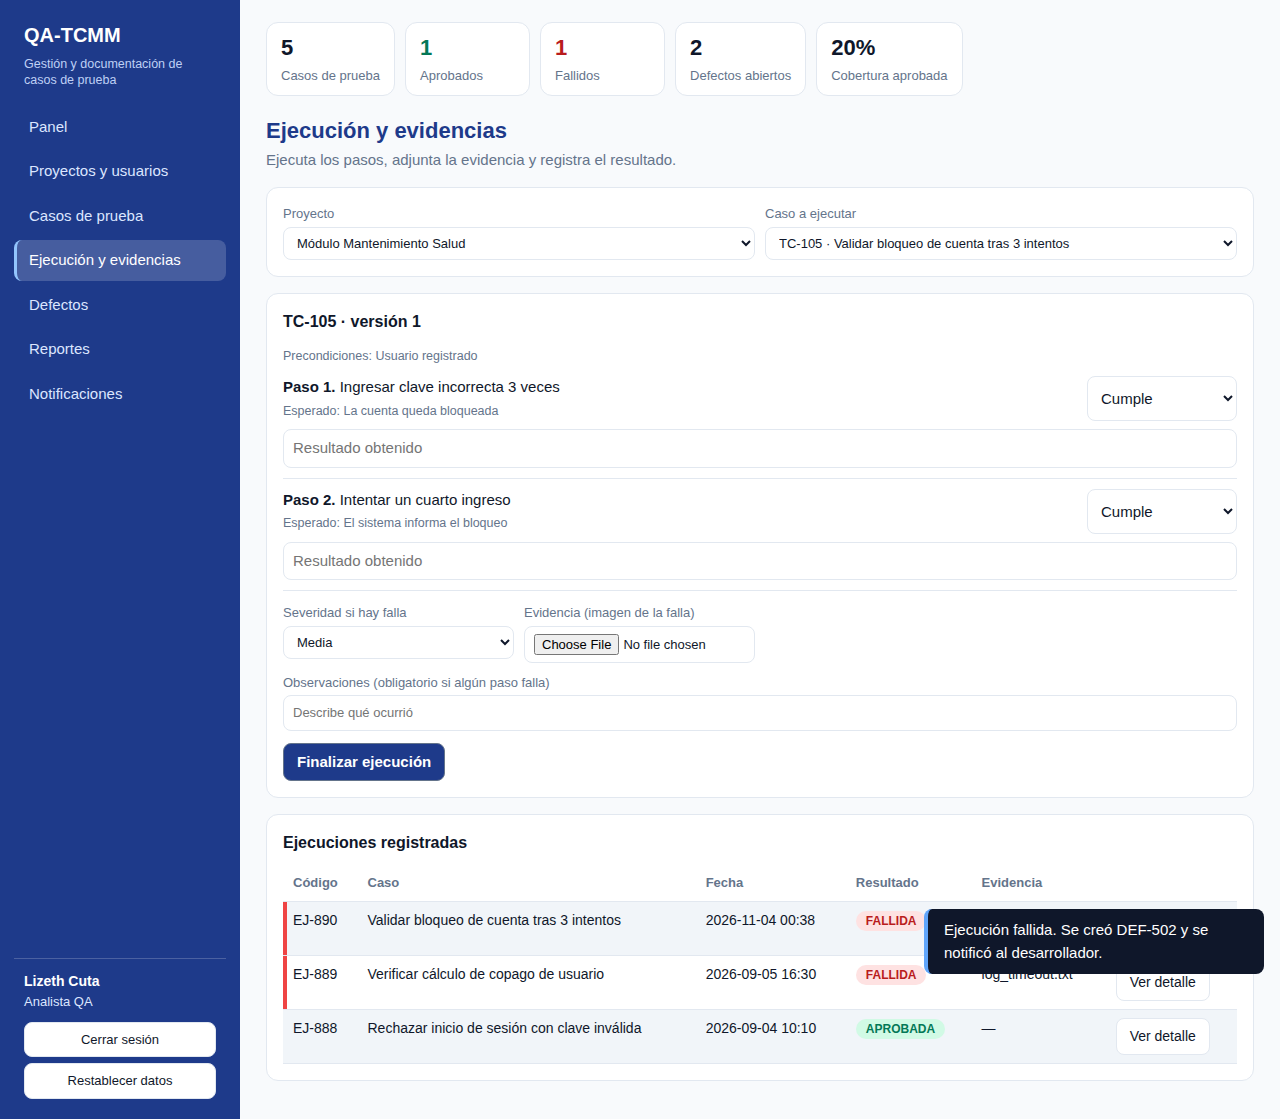 QA-TCMM
Gestión y documentación de
casos de prueba
Panel
Proyectos y usuarios
Casos de prueba
Ejecución y evidencias
Defectos
Reportes
Notificaciones
Lizeth Cuta
Analista QA
Cerrar sesión
Restablecer datos
5
Casos de prueba
1
Aprobados
1
Fallidos
2
Defectos abiertos
20%
Cobertura aprobada
Ejecución y evidencias
Ejecuta los pasos, adjunta la evidencia y registra el resultado.
Proyecto
Módulo Mantenimiento Salud
Caso a ejecutar
TC-105 · Validar bloqueo de cuenta tras 3 intentos
TC-105 · versión 1
Precondiciones: Usuario registrado
Paso 1. Ingresar clave incorrecta 3 veces
Esperado: La cuenta queda bloqueada
Cumple
Resultado obtenido
Paso 2. Intentar un cuarto ingreso
Esperado: El sistema informa el bloqueo
Cumple
Resultado obtenido
Severidad si hay falla
Media
Evidencia (imagen de la falla)
Choose File No file chosen
Observaciones (obligatorio si algún paso falla)
Describe qué ocurrió
Finalizar ejecución
Ejecuciones registradas
Código Caso Fecha Resultado Evidencia
EJ-890 Validar bloqueo de cuenta tras 3 intentos 2026-11-04 00:38 FALLIDA
Ejecución fallida. Se creó DEF-502 y se
notificó al desarrollador.
EJ-889 Verificar cálculo de copago de usuario 2026-09-05 16:30 FALLIDA log_timeout.txt Ver detalle
EJ-888 Rechazar inicio de sesión con clave inválida 2026-09-04 10:10 APROBADA — Ver detalle